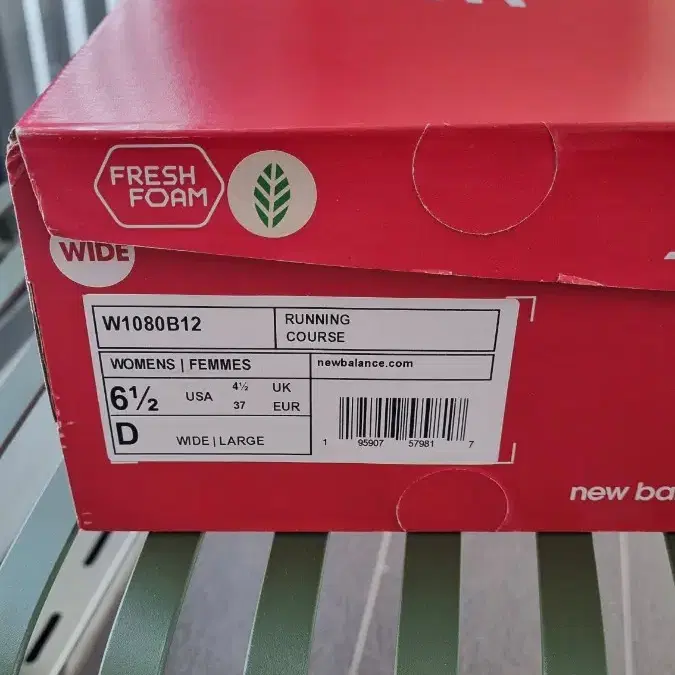 FRESH
FOAM
WIDE
W1080B12
RUNNING
COURSE
WOMENS | FEMMES
newbalance.com
6½ USA 4½ UK
37 EUR
D WIDE | LARGE
1 95907 57981 7
new ba